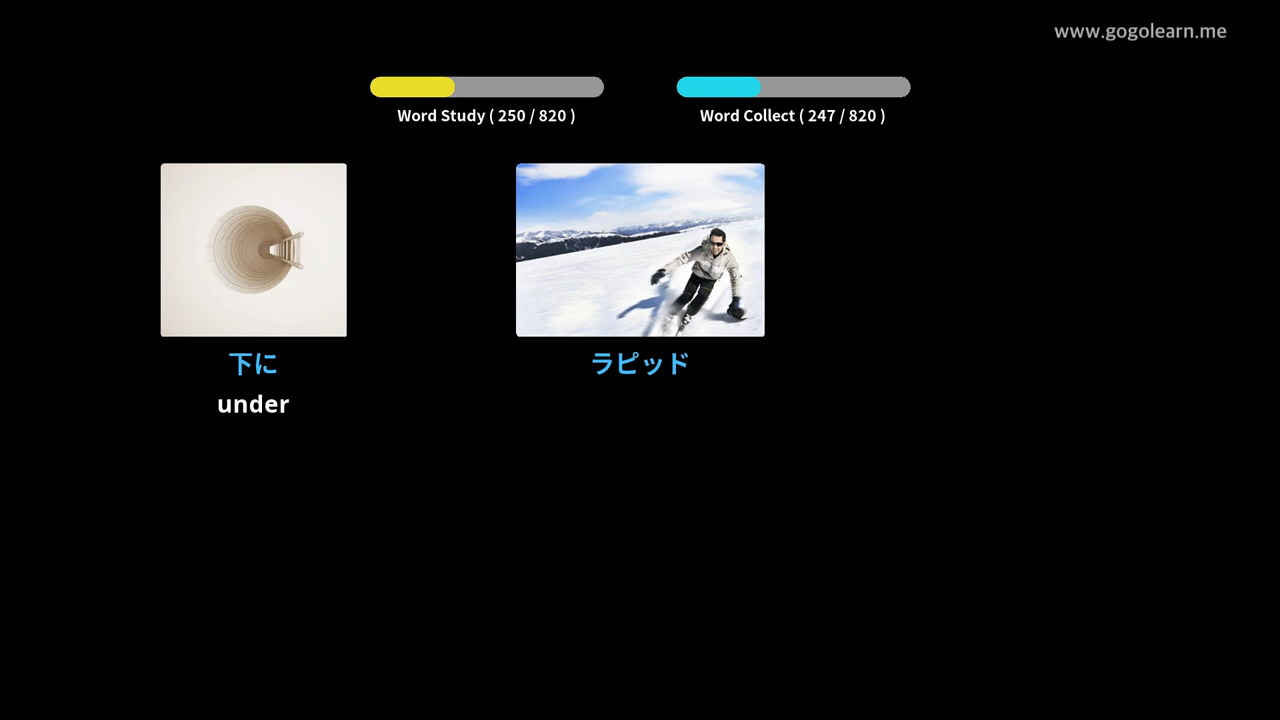 www.gogolearn.me
Word Study ( 250 / 820 )
Word Collect ( 247 / 820 )
下に
ラピッド
under